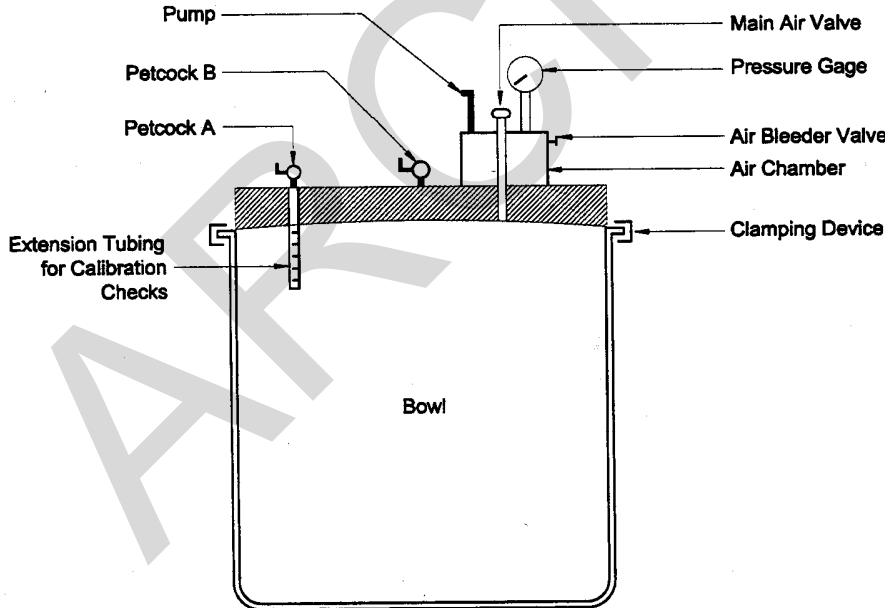 Pump
Petcock B
Petcock A
Extension Tubing
for Calibration
Checks
Main Air Valve
Pressure Gage
Air Bleeder Valve
Air Chamber
Clamping Device
Bowl